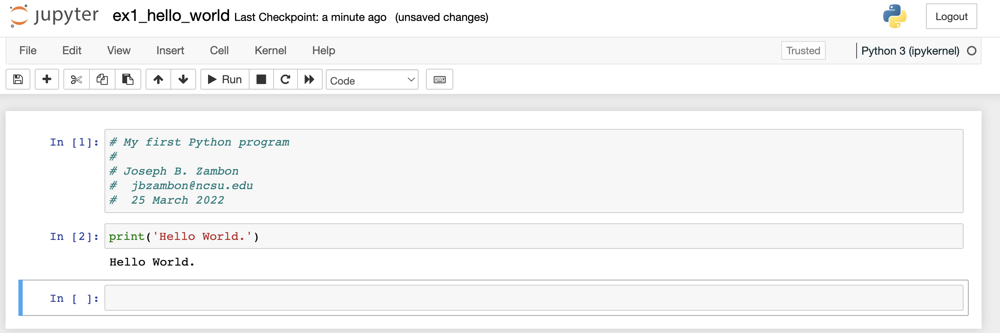 jupyter ex1_hello_world Last Checkpoint: a minute ago (unsaved changes) Logout
File Edit View Insert Cell Kernel Help Trusted Python 3 (ipykernel)
Run Code
In [1]: # My first Python program
#
# Joseph B. Zambon
#  jbzambon@ncsu.edu
#  25 March 2022
In [2]: print('Hello World.')
Hello World.
In [ ]: